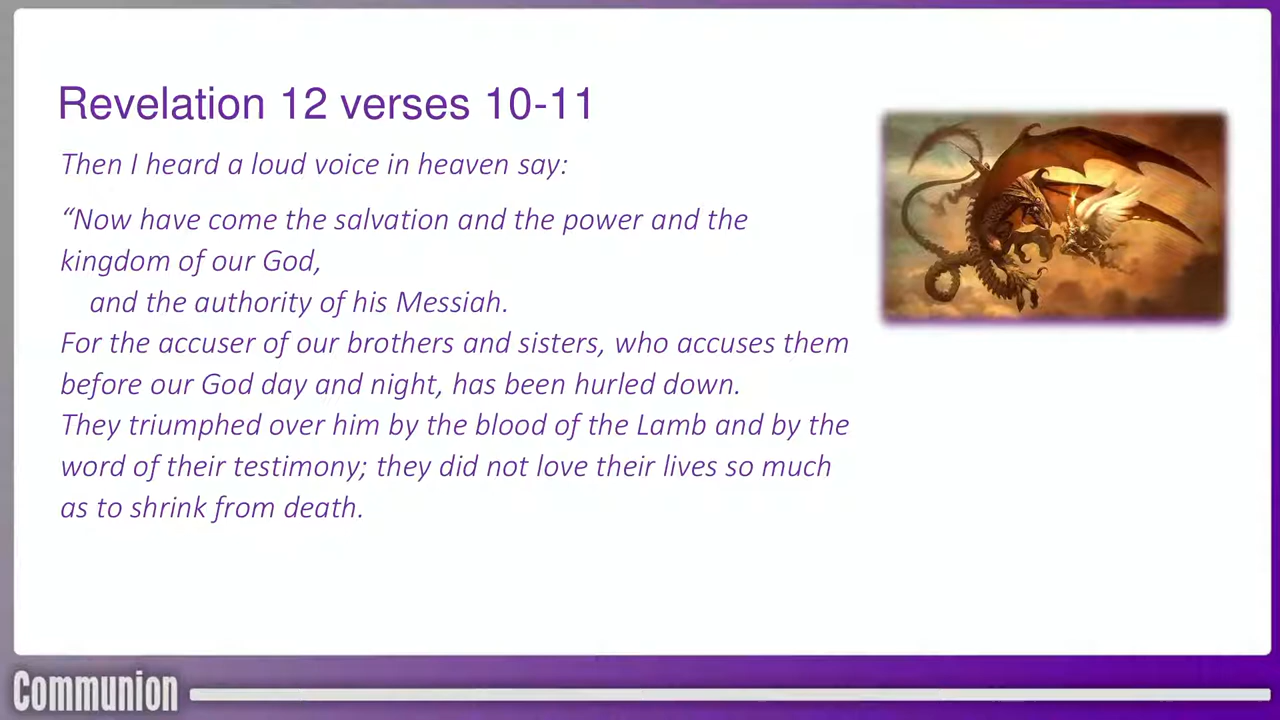 Revelation 12 verses 10-11
Then I heard a loud voice in heaven say:
“Now have come the salvation and the power and the
kingdom of our God,
and the authority of his Messiah.
For the accuser of our brothers and sisters, who accuses them
before our God day and night, has been hurled down.
They triumphed over him by the blood of the Lamb and by the
word of their testimony; they did not love their lives so much
as to shrink from death.
Communion